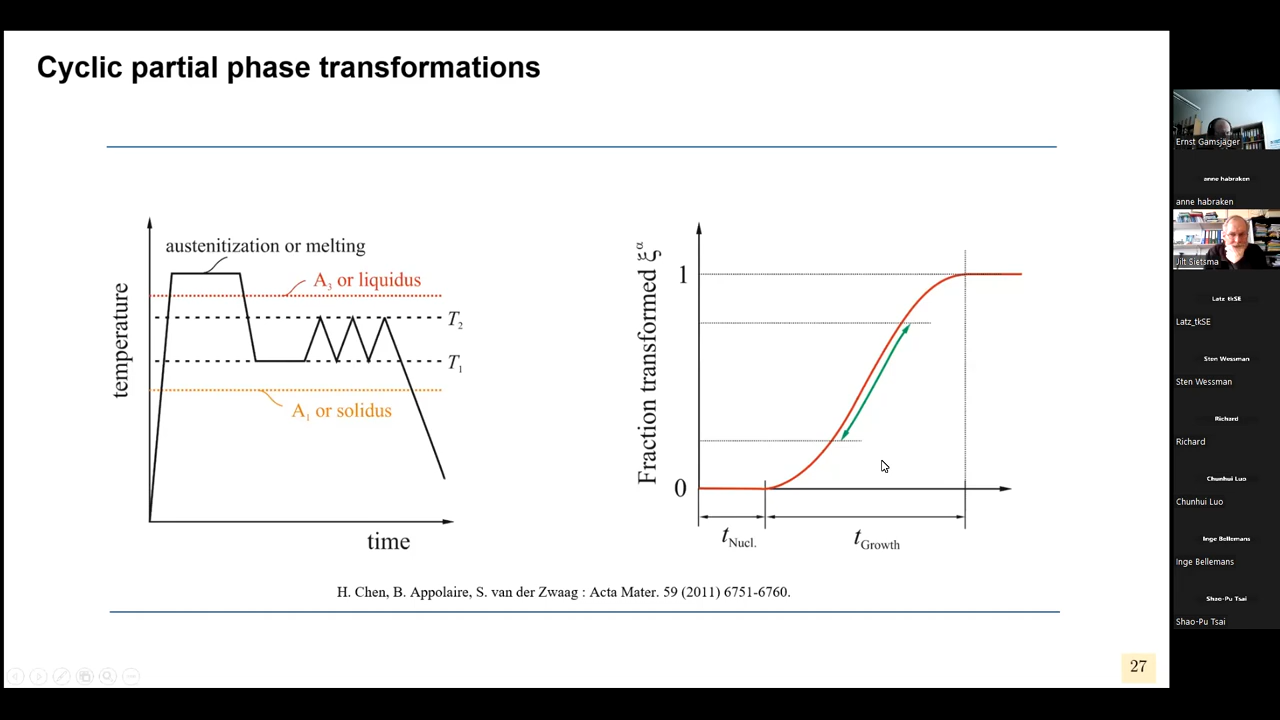 Cyclic partial phase transformations
austenitization or melting
A3 or liquidus
T2
T1
A1 or solidus
temperature
time
Fraction transformed ξα
1
0
tNucl.
tGrowth
H. Chen, B. Appolaire, S. van der Zwaag : Acta Mater. 59 (2011) 6751-6760.
27
Ernst Gamsjäger
anne habraken
anne habraken
Jilt Sietsma
Latz_tkSE
Latz_tkSE
Sten Wessman
Sten Wessman
Richard
Richard
Chunhui Luo
Chunhui Luo
Inge Bellemans
Inge Bellemans
Shao-Pu Tsai
Shao-Pu Tsai